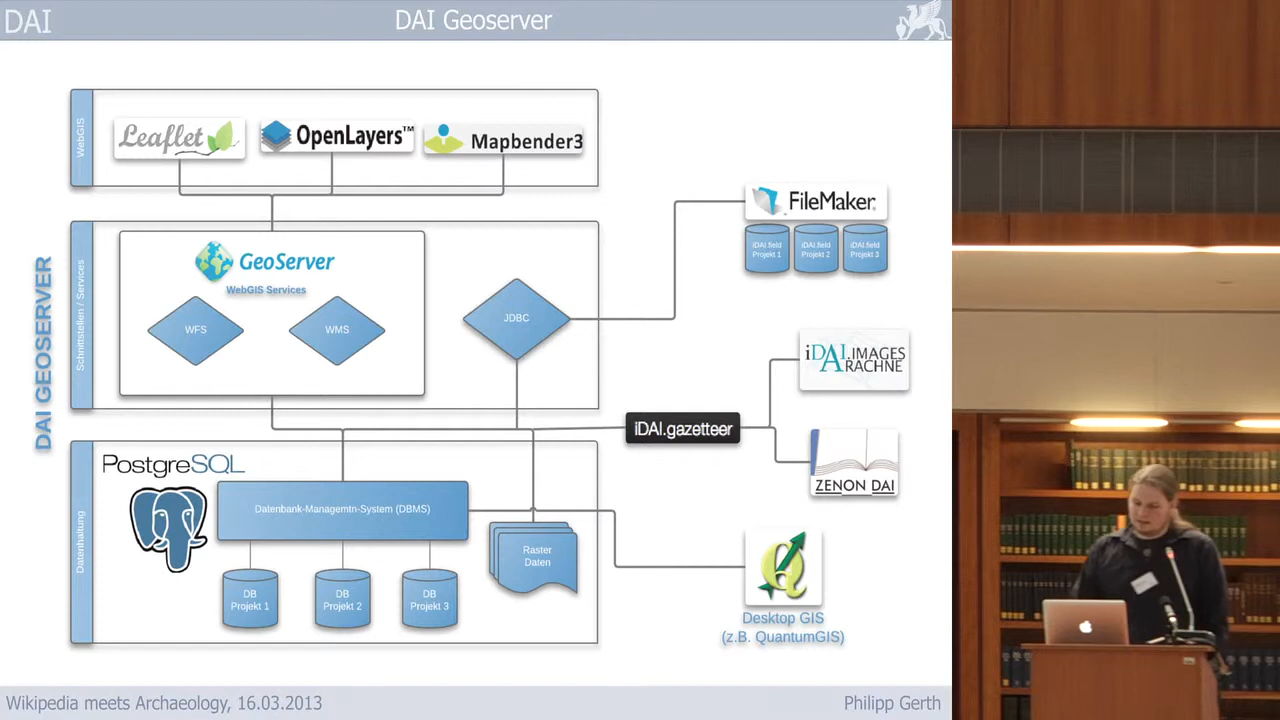 DAI
DAI Geoserver
DAI GEOSERVER
WebGIS
Leaflet
OpenLayers™
Mapbender3
Schnittstellen / Services
GeoServer
WebGIS Services
WFS
WMS
JDBC
FileMaker
iDAI.field
Projekt 1
iDAI.field
Projekt 2
iDAI.field
Projekt 3
iDAI.IMAGES
ARACHNE
iDAI.gazetteer
ZENON DAI
Datenhaltung
PostgreSQL
Datenbank-Managemtn-System (DBMS)
DB
Projekt 1
DB
Projekt 2
DB
Projekt 3
Raster
Daten
Desktop GIS
(z.B. QuantumGIS)
Wikipedia meets Archaeology, 16.03.2013
Philipp Gerth